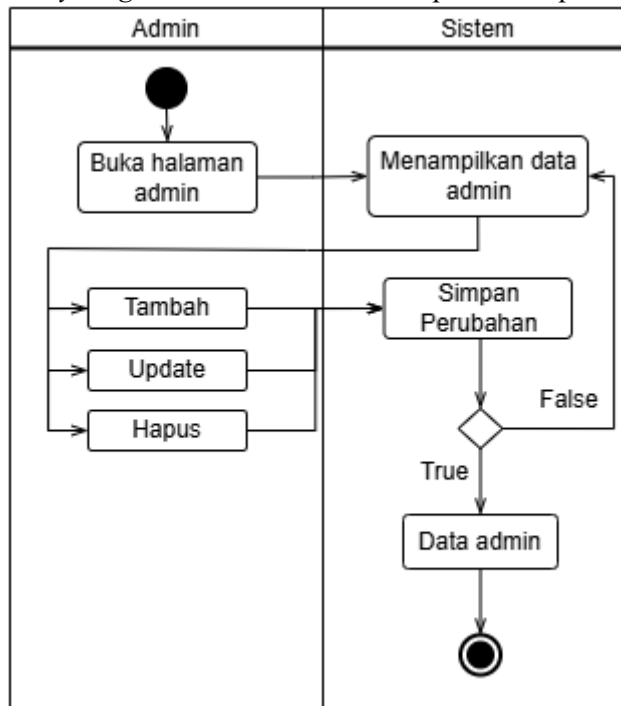 Admin
Sistem
Buka halaman
admin
Menampilkan data
admin
Tambah
Update
Hapus
Simpan
Perubahan
False
True
Data admin